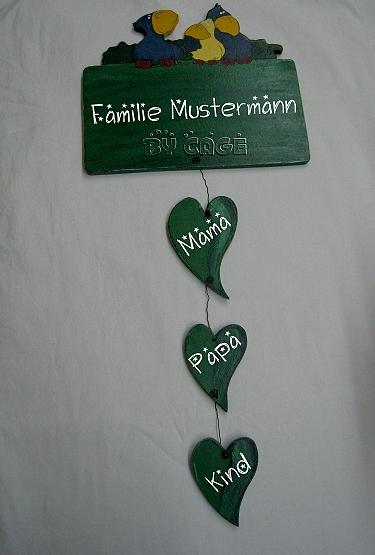 Familie Mustermann
BY CAGE
Mama
Papa
Kind